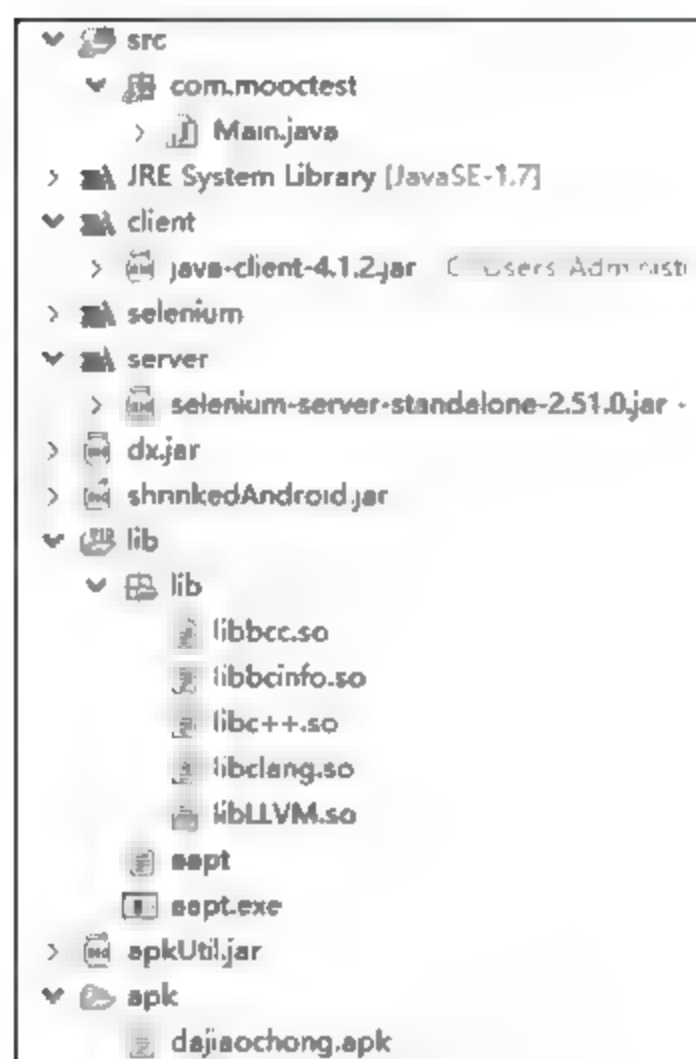 src
com.mooctest
Main.java
JRE System Library [JavaSE-1.7]
client
java-client-4.1.2.jar C Users Administr
selenium
server
selenium-server-standalone-2.51.0.jar -
dx.jar
shrinkedAndroid.jar
lib
lib
libbcc.so
libbcinfo.so
libc++.so
libclang.so
libLLVM.so
aapt
aapt.exe
apkUtil.jar
apk
dajiaochong.apk